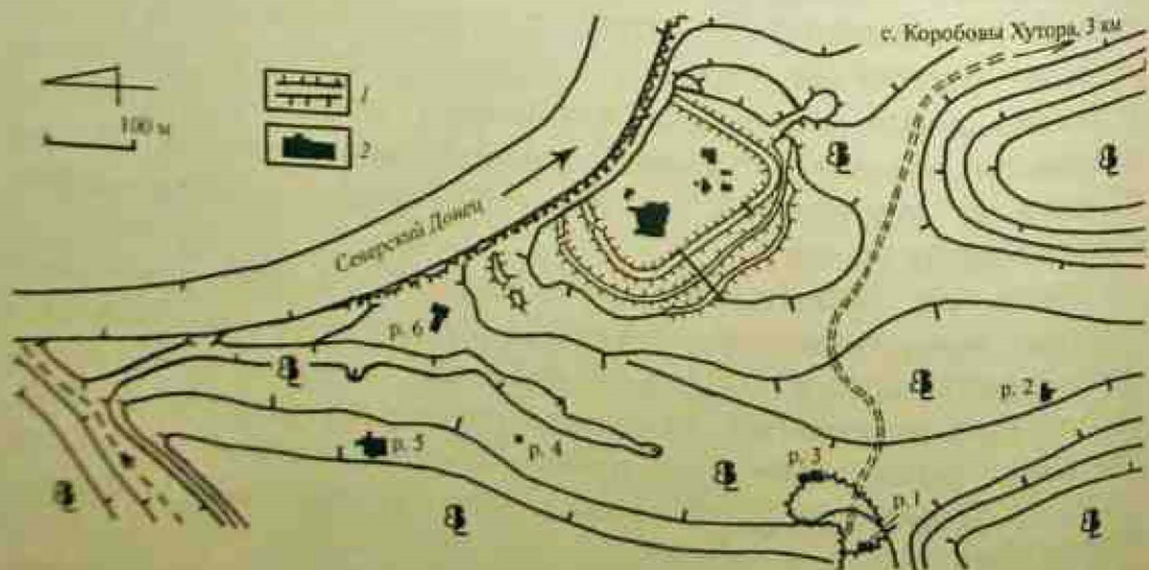 с. Коробовы Хутора, 3 км
1
100 м
2
Северский Донец
р. 6
р. 2
р. 5
р. 4
р. 3
р. 1